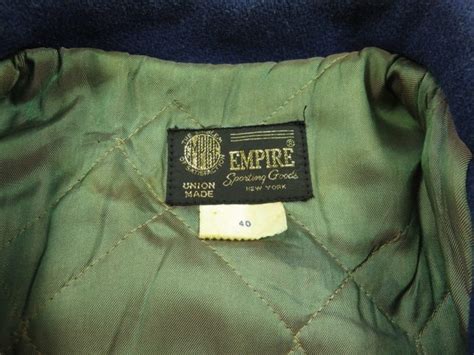 EMPIRE®
Sporting Goods
UNION
MADE
NEW YORK
40